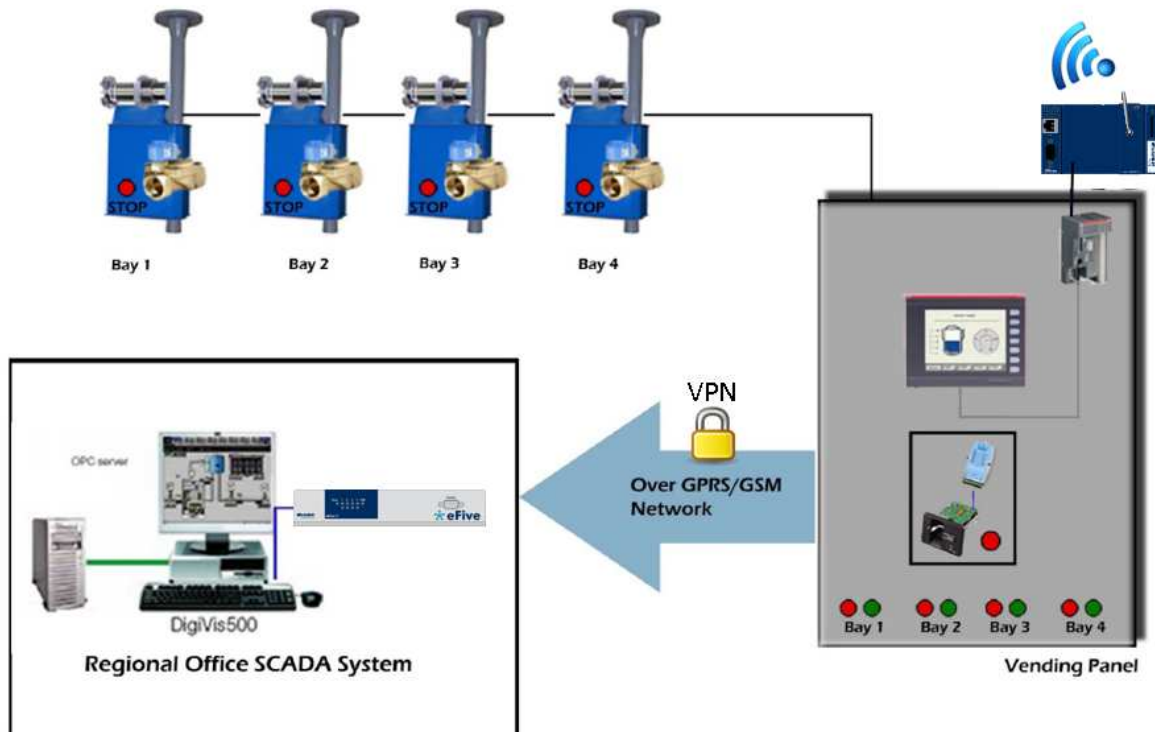 STOP
STOP
STOP
STOP
Bay 1
Bay 2
Bay 3
Bay 4
VPN
Over GPRS/GSM
Network
OPC server
eFive
DigiVis500
Regional Office SCADA System
Bay 1
Bay 2
Bay 3
Bay 4
Vending Panel